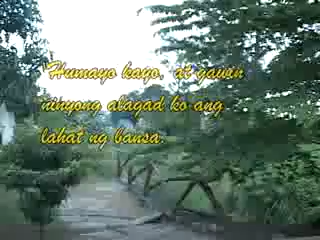 "Humayo kayo, at gawin
ninyong alagad ko ang
lahat ng bansa.